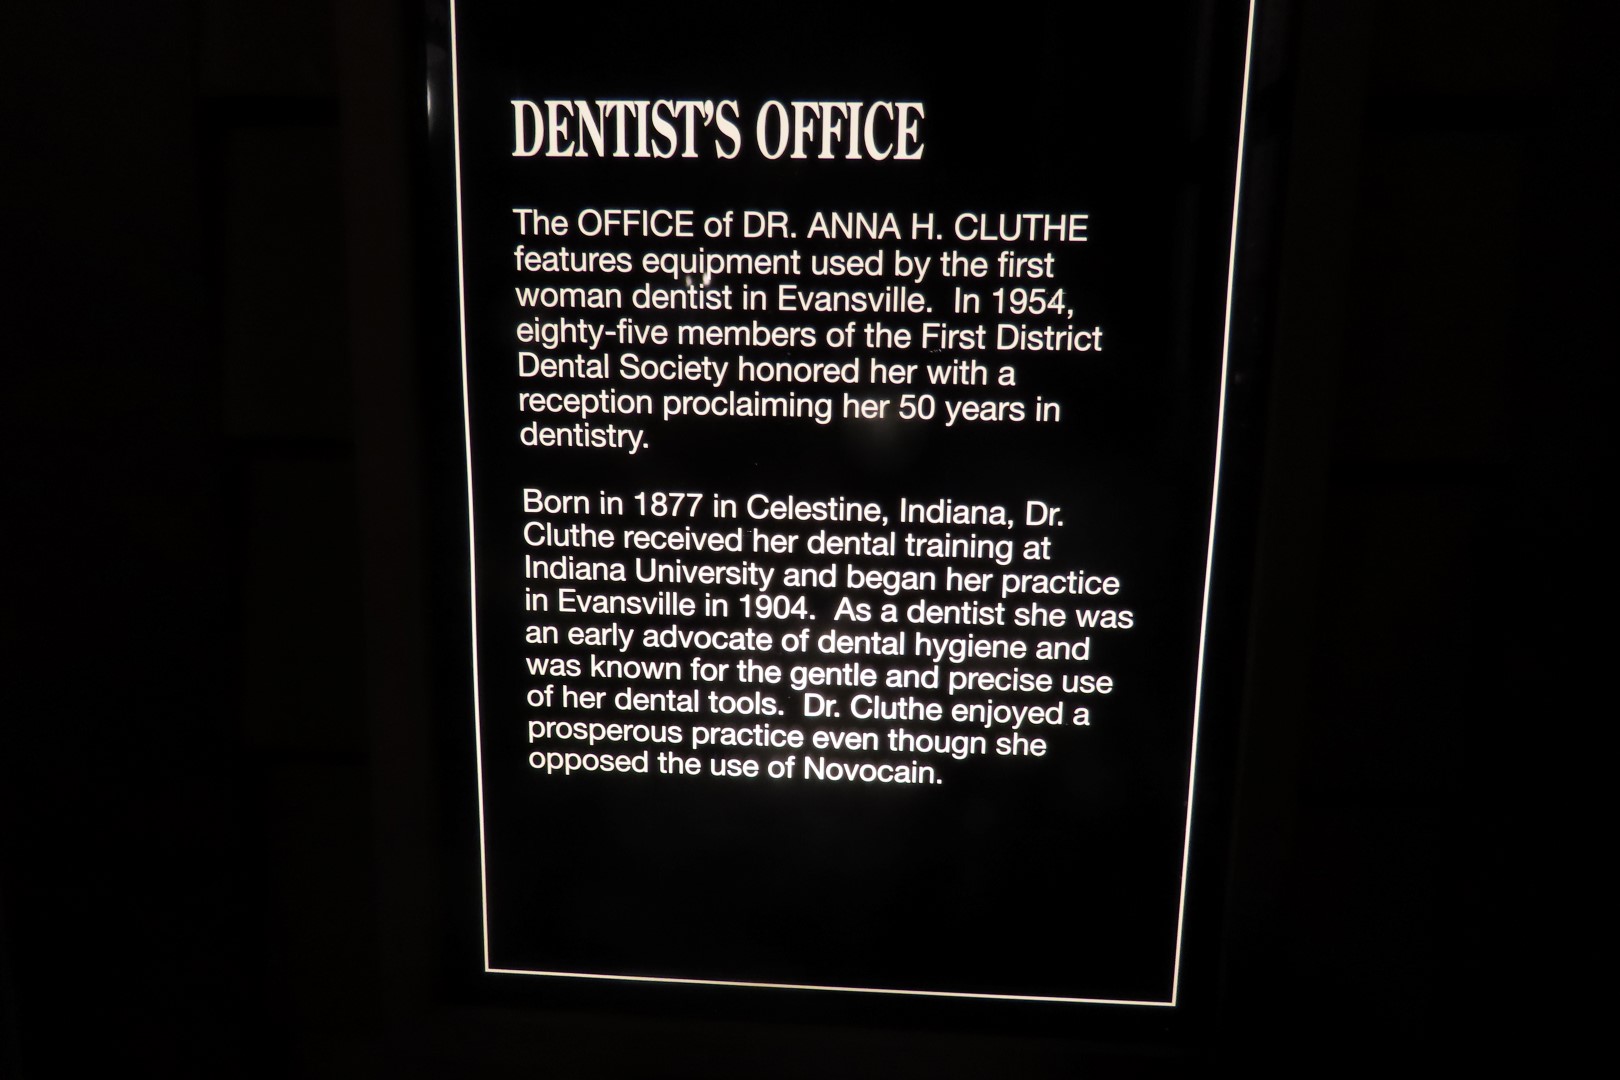 DENTIST'S OFFICE
The OFFICE of DR. ANNA H. CLUTHE
features equipment used by the first
woman dentist in Evansville.  In 1954,
eighty-five members of the First District
Dental Society honored her with a
reception proclaiming her 50 years in
dentistry.
Born in 1877 in Celestine, Indiana, Dr.
Cluthe received her dental training at
Indiana University and began her practice
in Evansville in 1904.  As a dentist she was
an early advocate of dental hygiene and
was known for the gentle and precise use
of her dental tools.  Dr. Cluthe enjoyed a
prosperous practice even though she
opposed the use of Novocain.